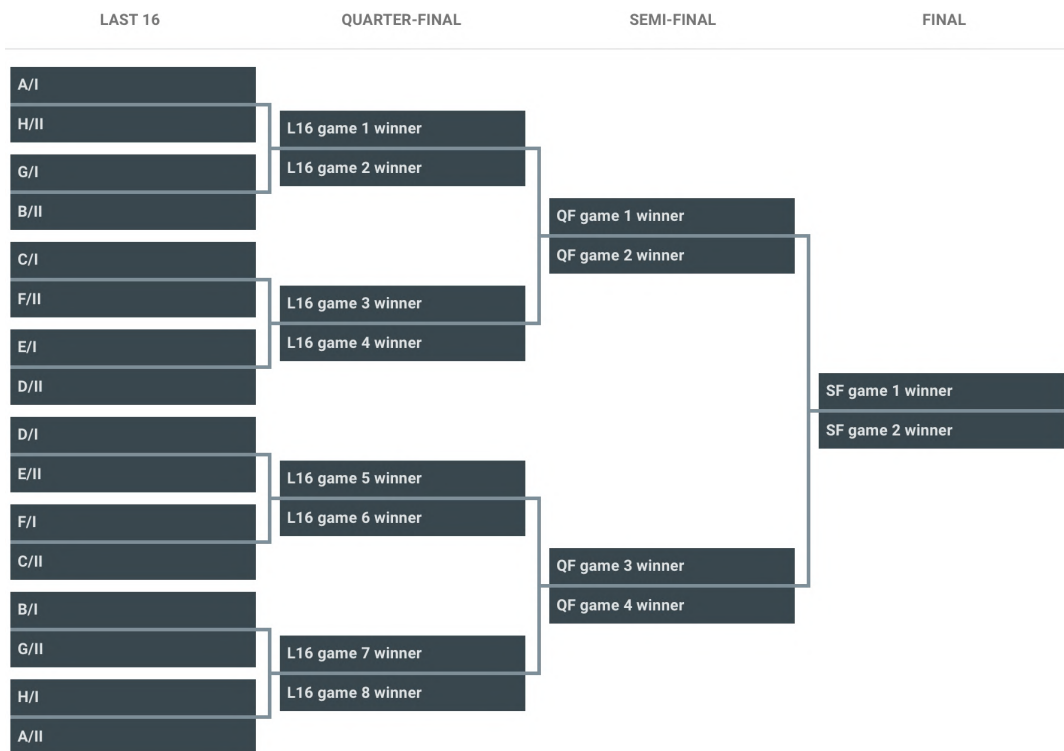 LAST 16
QUARTER-FINAL
SEMI-FINAL
FINAL
A/I
H/II
G/I
B/II
C/I
F/II
E/I
D/II
D/I
E/II
F/I
C/II
B/I
G/II
H/I
A/II
L16 game 1 winner
L16 game 2 winner
L16 game 3 winner
L16 game 4 winner
L16 game 5 winner
L16 game 6 winner
L16 game 7 winner
L16 game 8 winner
QF game 1 winner
QF game 2 winner
QF game 3 winner
QF game 4 winner
SF game 1 winner
SF game 2 winner